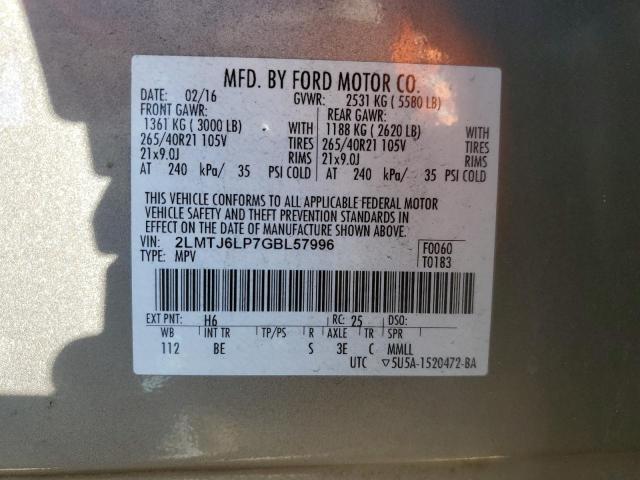 MFD. BY FORD MOTOR CO.
DATE: 02/16 GVWR: 2531 KG ( 5580 LB)
FRONT GAWR: REAR GAWR:
1361 KG ( 3000 LB) WITH 1188 KG ( 2620 LB) WITH
265/40R21 105V TIRES 265/40R21 105V TIRES
21x9.0J RIMS 21x9.0J RIMS
AT 240 kPa/ 35 PSI COLD AT 240 kPa/ 35 PSI COLD
THIS VEHICLE CONFORMS TO ALL APPLICABLE FEDERAL MOTOR
VEHICLE SAFETY AND THEFT PREVENTION STANDARDS IN
EFFECT ON THE DATE OF MANUFACTURE SHOWN ABOVE.
VIN: 2LMTJ6LP7GBL57996 F0060
TYPE: MPV T0183
EXT PNT: H6 RC: 25 DSO:
WB INT TR TP/PS R AXLE TR SPR
112 BE S 3E C MMLL
UTC ▽5U5A-1520472-BA